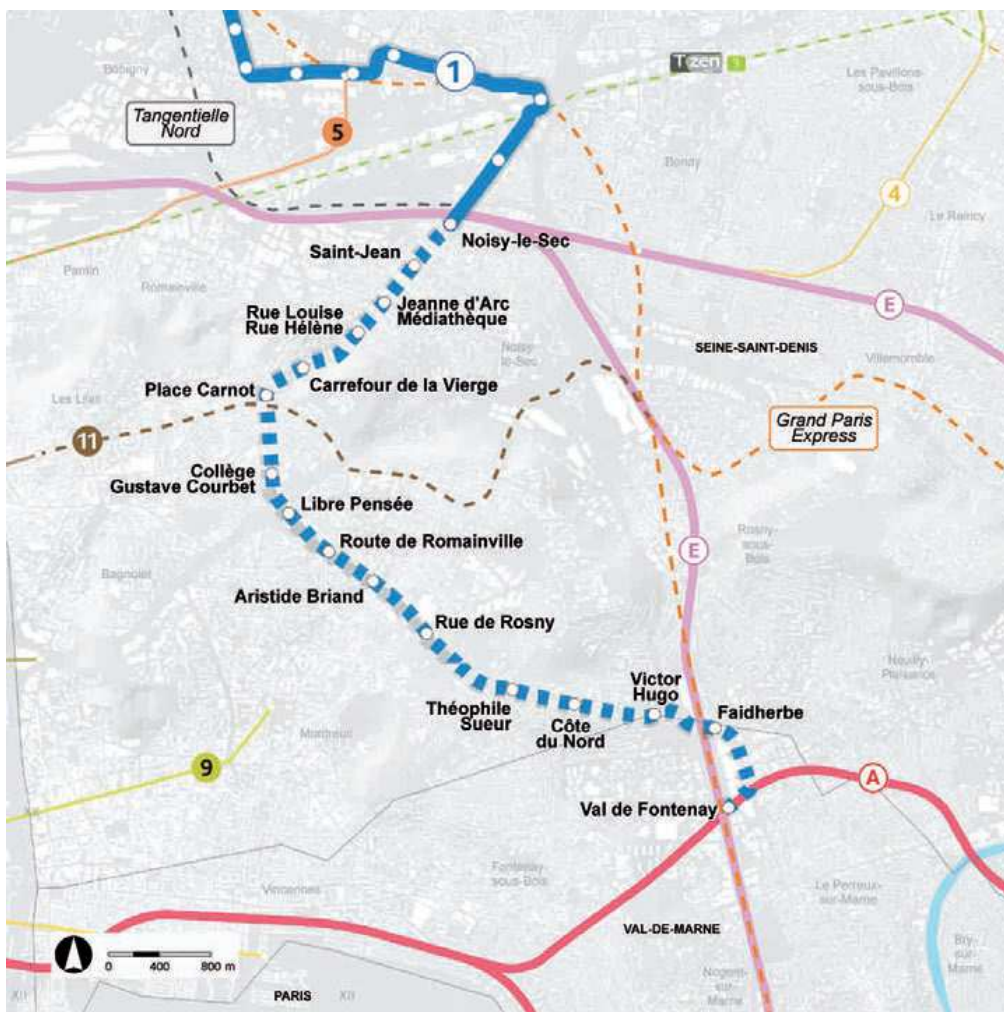 Bobigny
1
T zen 1
Les Pavillons-
sous-Bois
Tangentielle
Nord
5
Bondy
4
Le Raincy
Pantin
Romainville
Saint-Jean
Noisy-le-Sec
Rue Louise
Rue Hélène
Jeanne d'Arc
Médiathèque
E
Noisy-
le-Sec
SEINE-SAINT-DENIS
Villemomble
Place Carnot
Carrefour de la Vierge
Les Lilas
11
Grand Paris
Express
Collège
Gustave Courbet
Libre Pensée
Route de Romainville
E
Rosny-
sous-
Bois
Bagnolet
Aristide Briand
Rue de Rosny
Neuilly-
Plaisance
Victor
Hugo
Faidherbe
Théophile
Sueur
Côte
du Nord
Montreuil
9
A
Val de Fontenay
Fontenay-
sous-Bois
Vincennes
Le Perreux-
sur-Marne
VAL-DE-MARNE
0 400 800 m
Bry-
sur-
Marne
Nogent-
sur-
Marne
XII
PARIS
XII